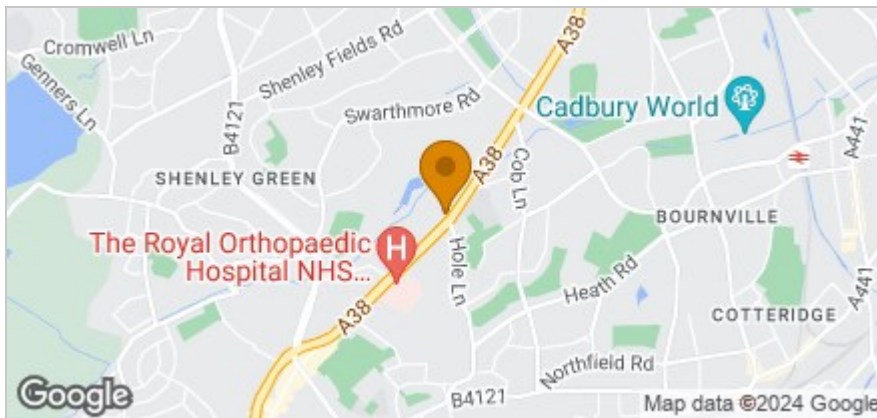 Cromwell Ln
Genners Ln
B4121
Shenley Fields Rd
Swarthmore Rd
A38
Cadbury World
A441
SHENLEY GREEN
A38
Cob Ln
BOURNVILLE
The Royal Orthopaedic
Hospital NHS...
H
Hole Ln
Heath Rd
A441
A38
COTTERIDGE
Northfield Rd
B4121
Google
Map data ©2024 Google